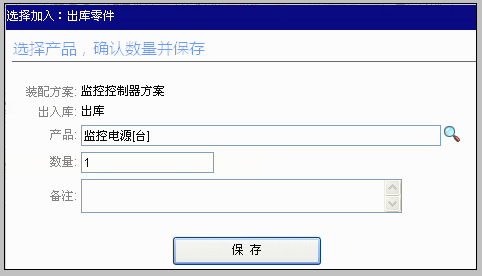 选择加入：出库零件
选择产品，确认数量并保存
装配方案: 监控控制器方案
出入库: 出库
产品: 监控电源[台]
数量: 1
备注:
保 存